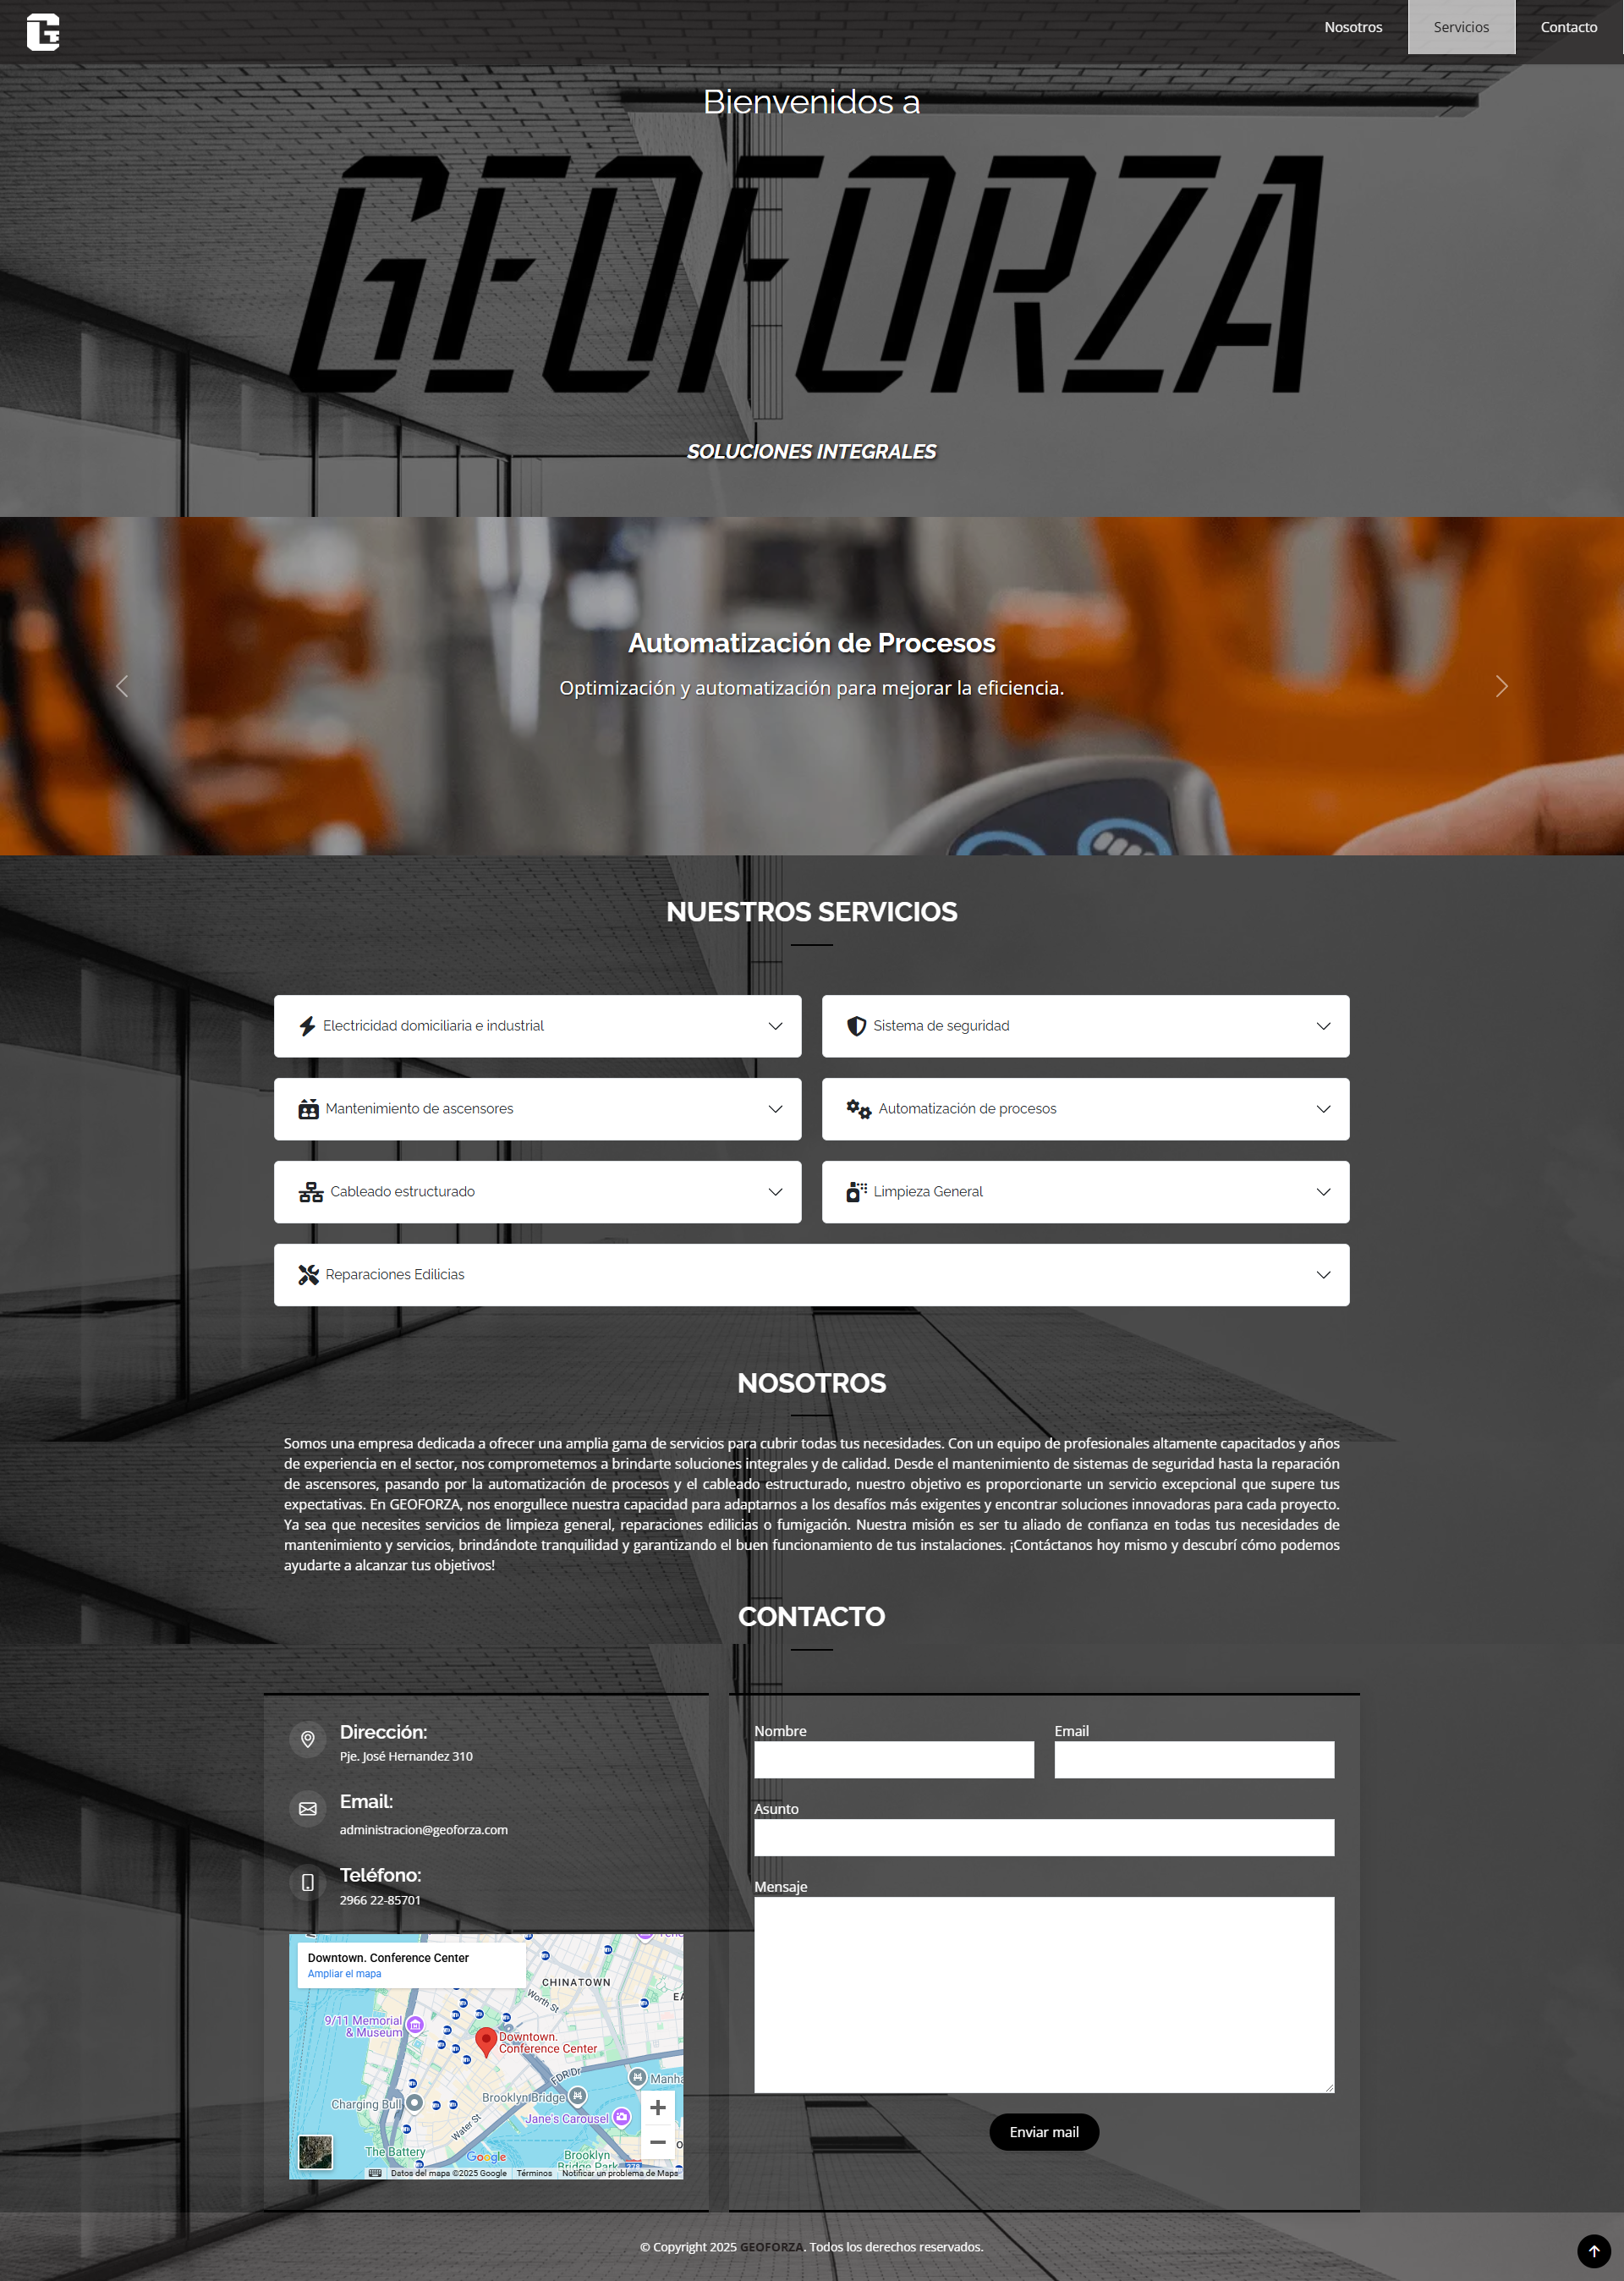 Nosotros
Servicios
Contacto
Bienvenidos a
GEOFORZA
SOLUCIONES INTEGRALES
Automatización de Procesos
Optimización y automatización para mejorar la eficiencia.
NUESTROS SERVICIOS
Electricidad domiciliaria e industrial
Sistema de seguridad
Mantenimiento de ascensores
Automatización de procesos
Cableado estructurado
Limpieza General
Reparaciones Edilicias
NOSOTROS
Somos una empresa dedicada a ofrecer una amplia gama de servicios para cubrir todas tus necesidades. Con un equipo de profesionales altamente capacitados y años
de experiencia en el sector, nos comprometemos a brindarte soluciones integrales y de calidad. Desde el mantenimiento de sistemas de seguridad hasta la reparación
de ascensores, pasando por la automatización de procesos y el cableado estructurado, nuestro objetivo es proporcionarte un servicio excepcional que supere tus
expectativas. En GEOFORZA, nos enorgullece nuestra capacidad para adaptarnos a los desafíos más exigentes y encontrar soluciones innovadoras para cada proyecto.
Ya sea que necesites servicios de limpieza general, reparaciones edilicias o fumigación. Nuestra misión es ser tu aliado de confianza en todas tus necesidades de
mantenimiento y servicios, brindándote tranquilidad y garantizando el buen funcionamiento de tus instalaciones. ¡Contáctanos hoy mismo y descubrí cómo podemos
ayudarte a alcanzar tus objetivos!
CONTACTO
Dirección:
Pje. José Hernandez 310
Email:
administracion@geoforza.com
Teléfono:
2966 22-85701
Downtown. Conference Center
Ampliar el mapa
CHINATOWN
Worth St
9/11 Memorial
& Museum
Downtown.
Conference Center
FDR Dr
Brooklyn Bridge
Charging Bull
Jane's Carousel
Water St
The Battery
Google
Brooklyn
Bridge Park
278
Datos del mapa ©2025 Google
Términos
Notificar un problema de Maps
Nombre
Email
Asunto
Mensaje
Enviar mail
© Copyright 2025 GEOFORZA. Todos los derechos reservados.